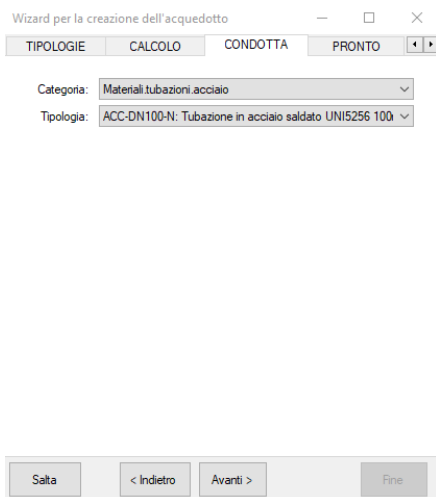 Wizard per la creazione dell'acquedotto
TIPOLOGIE CALCOLO CONDOTTA PRONTO
Categoria: Materiali.tubazioni.acciaio
Tipologia: ACC-DN100-N: Tubazione in acciaio saldato UNI5256 100
Salta < Indietro Avanti > Fine